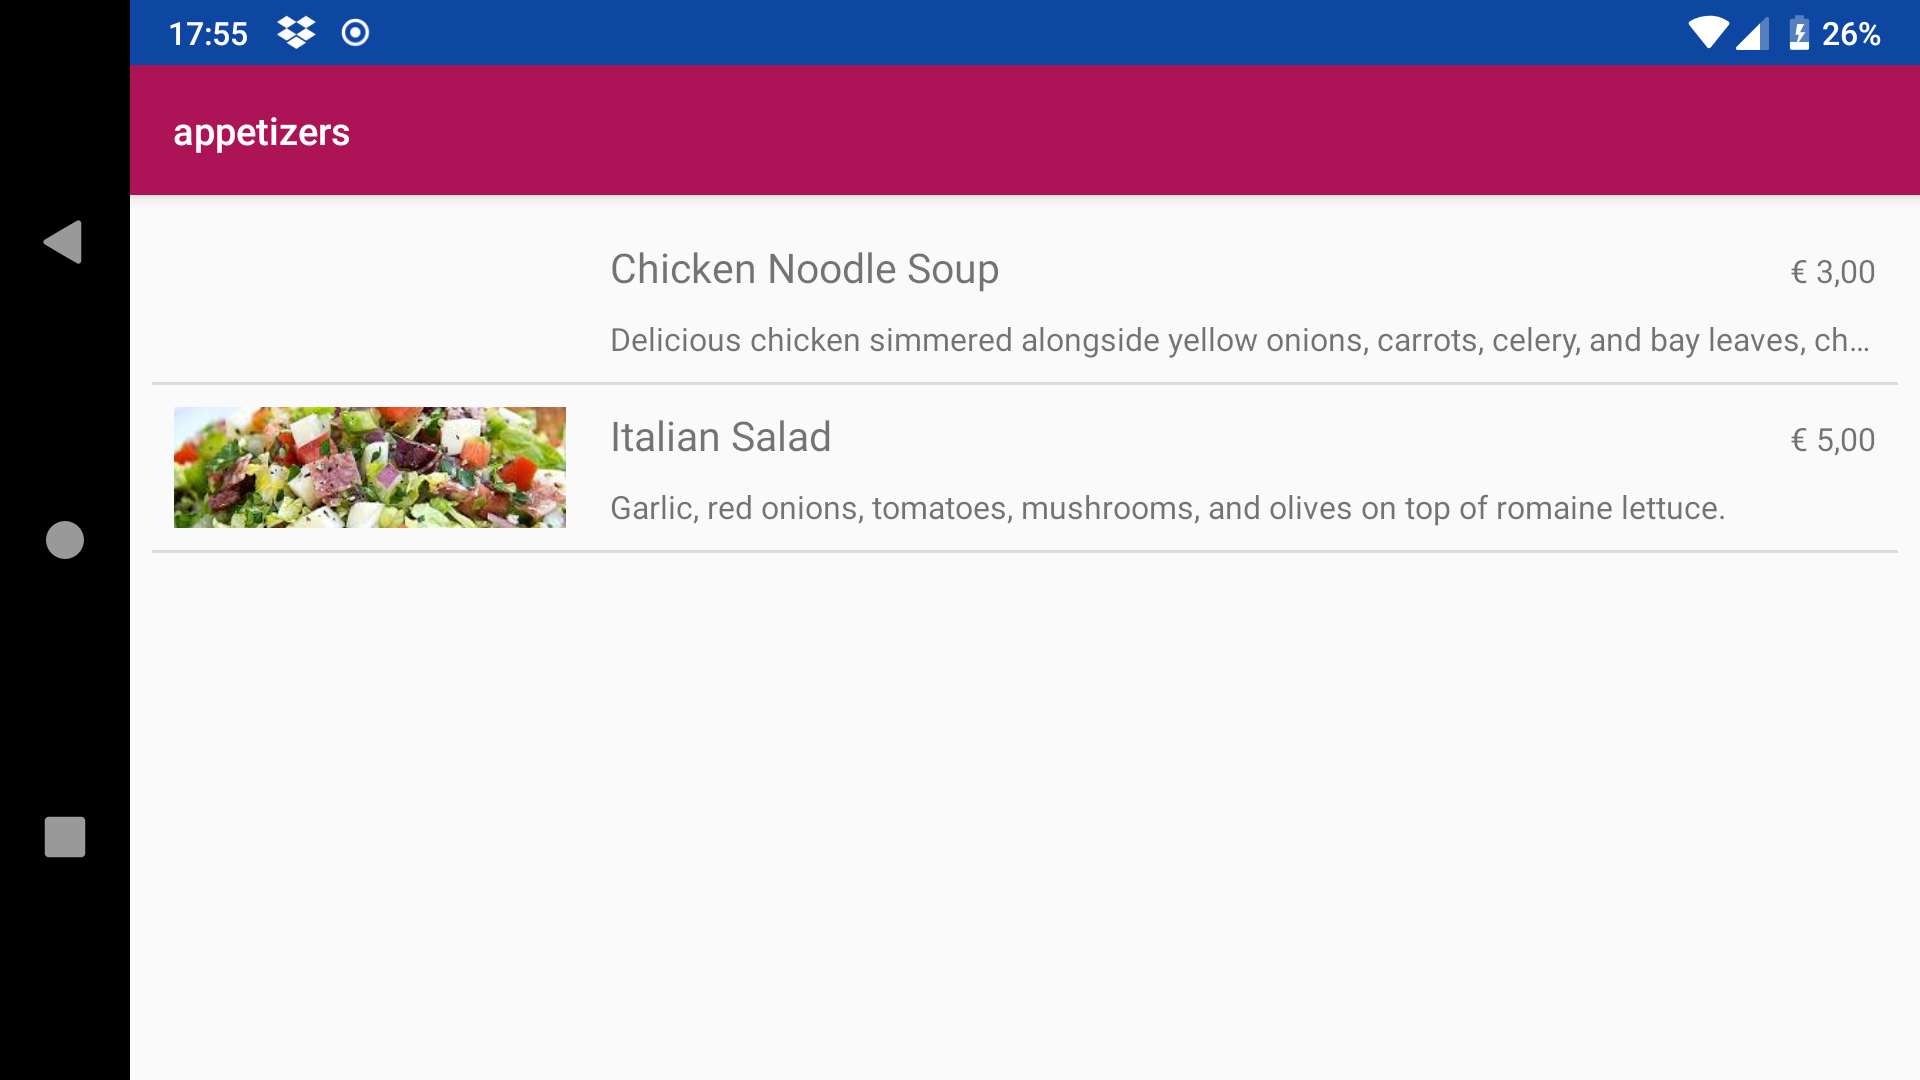 17:55
26%
appetizers
Chicken Noodle Soup
€ 3,00
Delicious chicken simmered alongside yellow onions, carrots, celery, and bay leaves, ch...
Italian Salad
€ 5,00
Garlic, red onions, tomatoes, mushrooms, and olives on top of romaine lettuce.